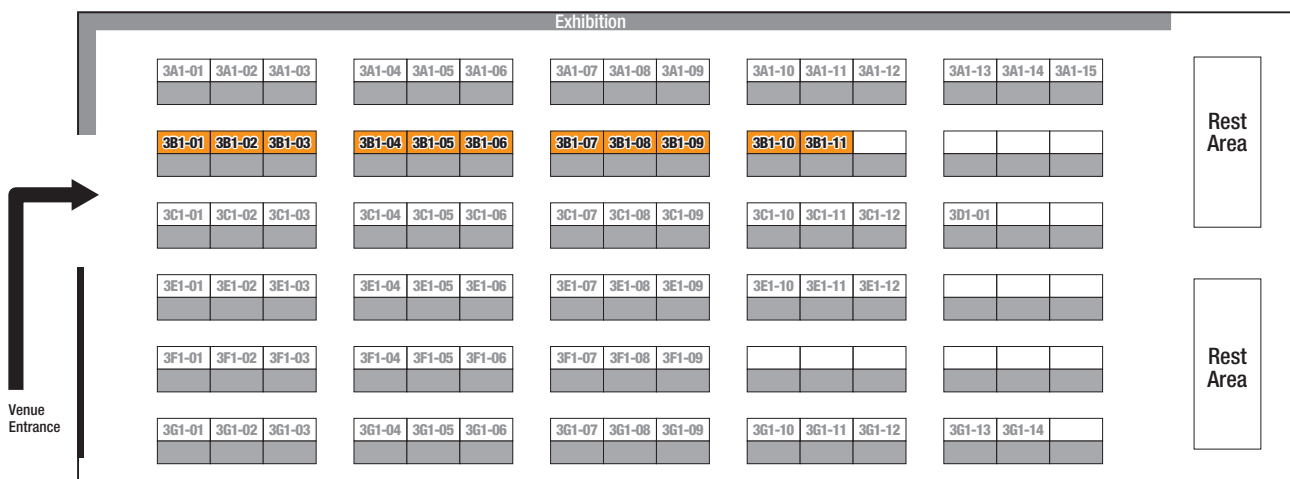 Exhibition
3A1-01 3A1-02 3A1-03 3A1-04 3A1-05 3A1-06 3A1-07 3A1-08 3A1-09 3A1-10 3A1-11 3A1-12 3A1-13 3A1-14 3A1-15
Rest
Area
3B1-01 3B1-02 3B1-03 3B1-04 3B1-05 3B1-06 3B1-07 3B1-08 3B1-09 3B1-10 3B1-11
3C1-01 3C1-02 3C1-03 3C1-04 3C1-05 3C1-06 3C1-07 3C1-08 3C1-09 3C1-10 3C1-11 3C1-12 3D1-01
3E1-01 3E1-02 3E1-03 3E1-04 3E1-05 3E1-06 3E1-07 3E1-08 3E1-09 3E1-10 3E1-11 3E1-12
3F1-01 3F1-02 3F1-03 3F1-04 3F1-05 3F1-06 3F1-07 3F1-08 3F1-09
Rest
Area
Venue
Entrance
3G1-01 3G1-02 3G1-03 3G1-04 3G1-05 3G1-06 3G1-07 3G1-08 3G1-09 3G1-10 3G1-11 3G1-12 3G1-13 3G1-14